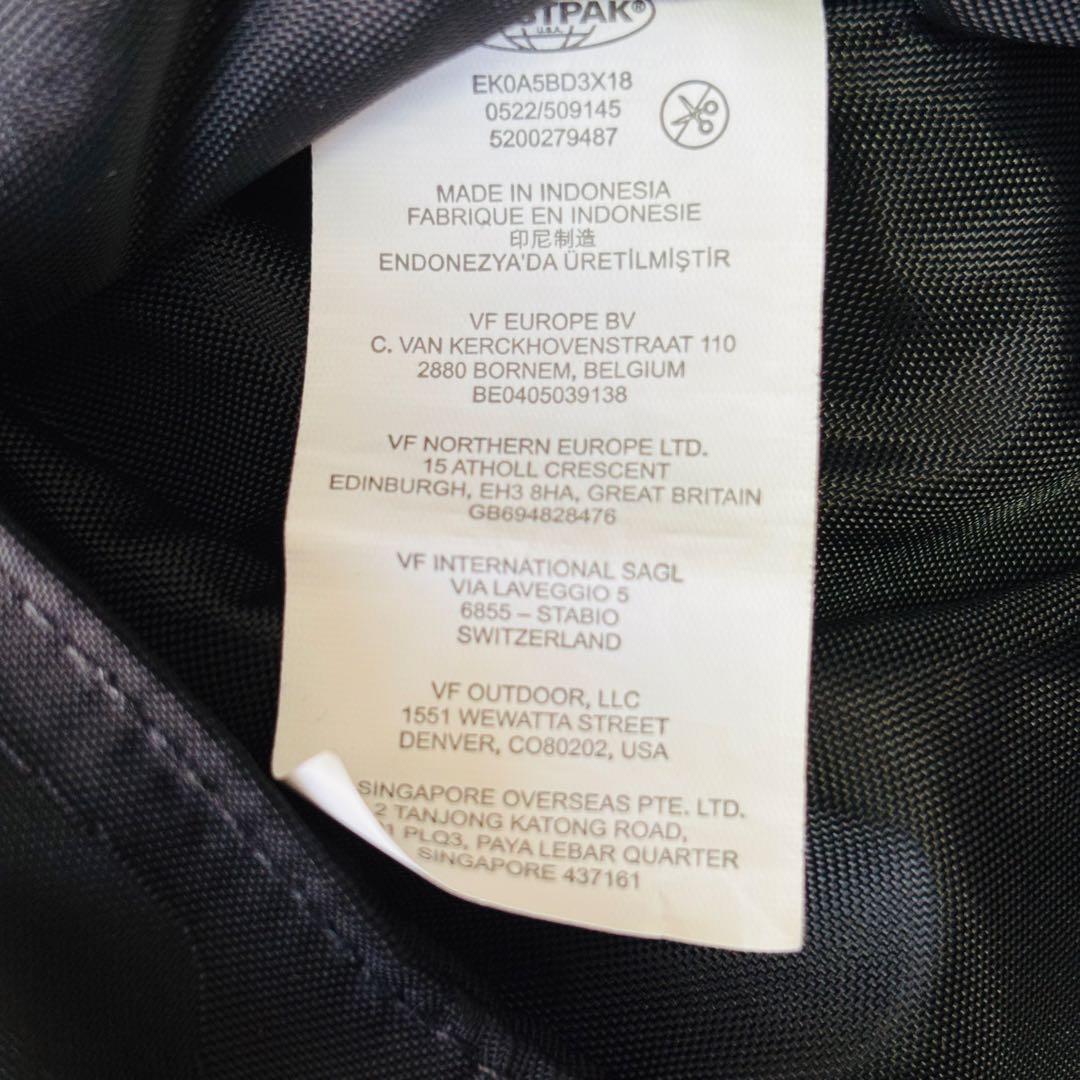 STPAK®
U.S.A.
EK0A5BD3X18
0522/509145
5200279487
MADE IN INDONESIA
FABRIQUE EN INDONESIE
印尼制造
ENDONEZYA'DA ÜRETİLMİŞTİR
VF EUROPE BV
C. VAN KERCKHOVENSTRAAT 110
2880 BORNEM, BELGIUM
BE0405039138
VF NORTHERN EUROPE LTD.
15 ATHOLL CRESCENT
EDINBURGH, EH3 8HA, GREAT BRITAIN
GB694828476
VF INTERNATIONAL SAGL
VIA LAVEGGIO 5
6855 – STABIO
SWITZERLAND
VF OUTDOOR, LLC
1551 WEWATTA STREET
DENVER, CO80202, USA
SINGAPORE OVERSEAS PTE. LTD.
2 TANJONG KATONG ROAD,
1 PLQ3, PAYA LEBAR QUARTER
SINGAPORE 437161